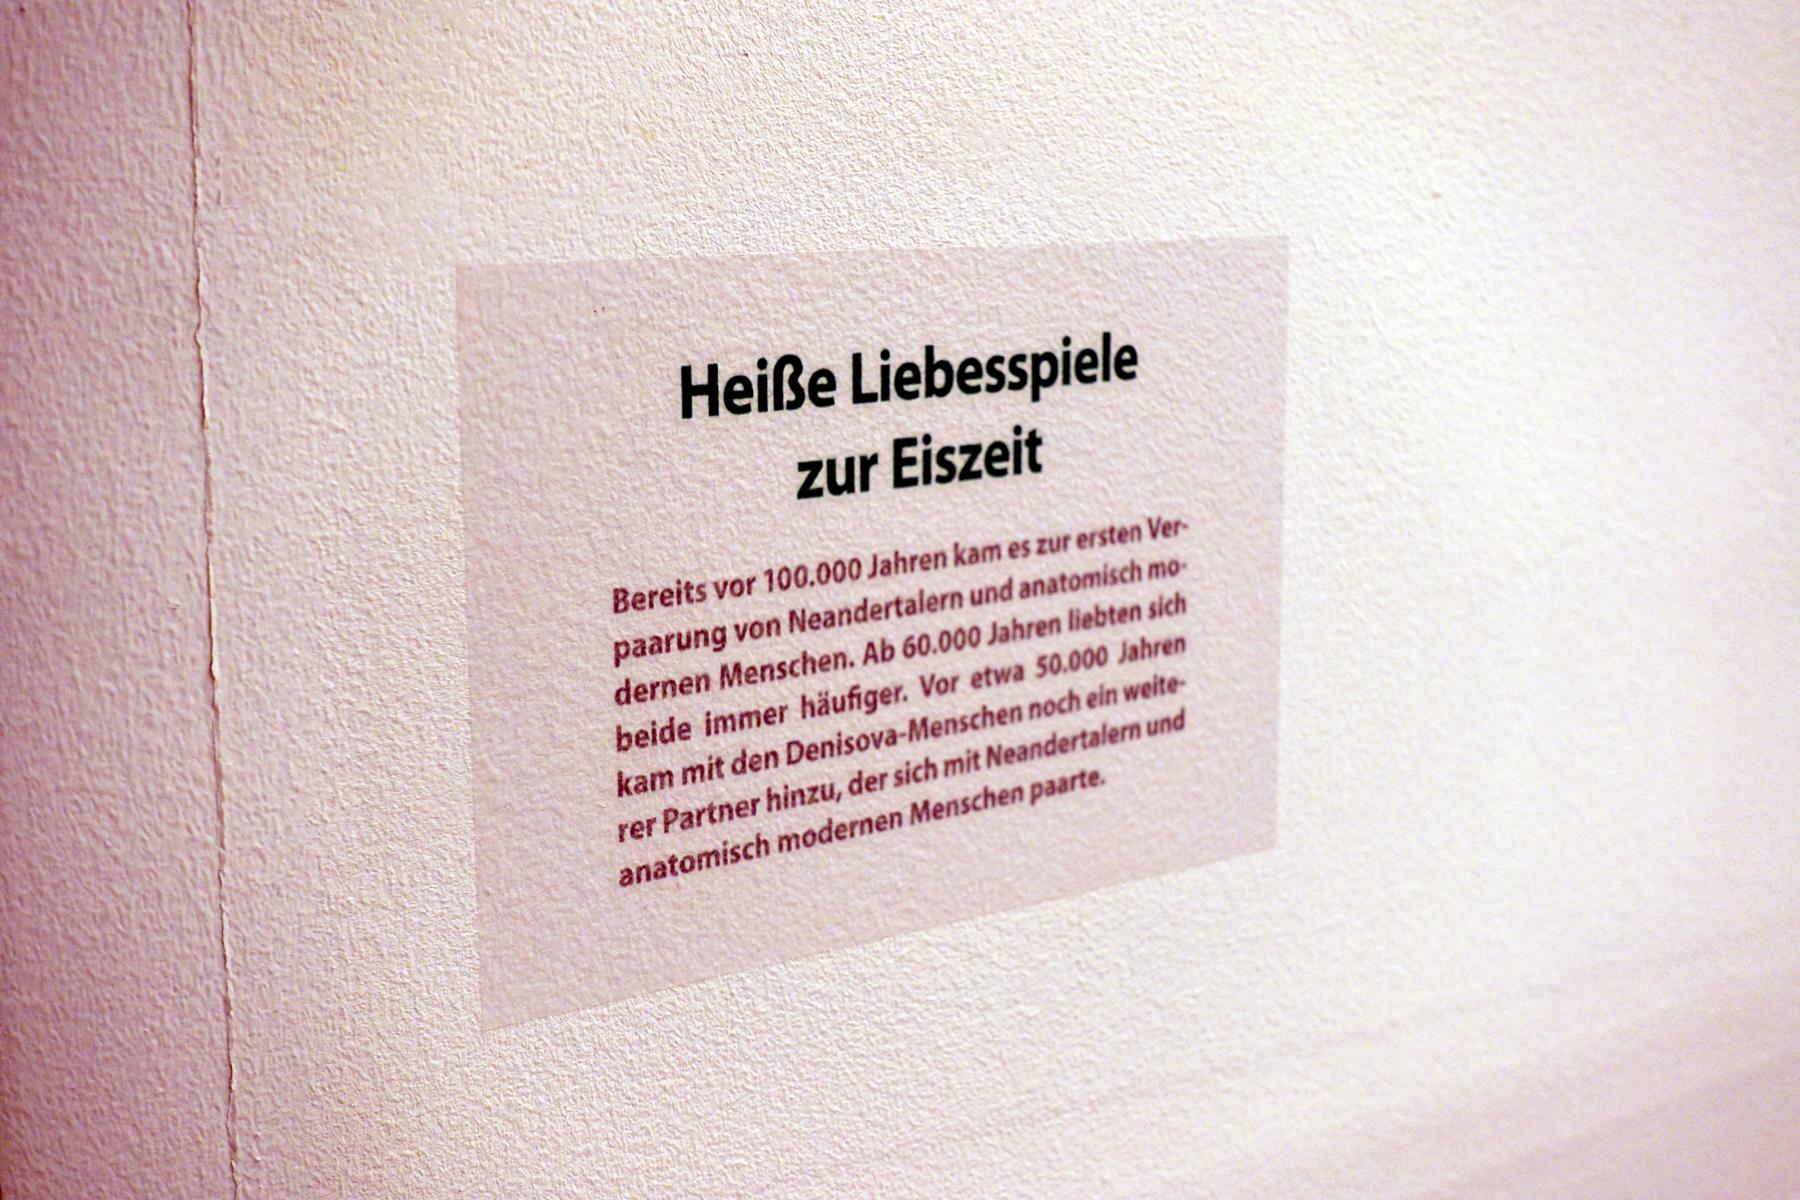 Heiße Liebesspiele
zur Eiszeit
Bereits vor 100.000 Jahren kam es zur ersten Ver-
paarung von Neandertalern und anatomisch mo-
dernen Menschen. Ab 60.000 Jahren liebten sich
beide immer häufiger. Vor etwa 50.000 Jahren
kam mit den Denisova-Menschen noch ein weite-
rer Partner hinzu, der sich mit Neandertalern und
anatomisch modernen Menschen paarte.